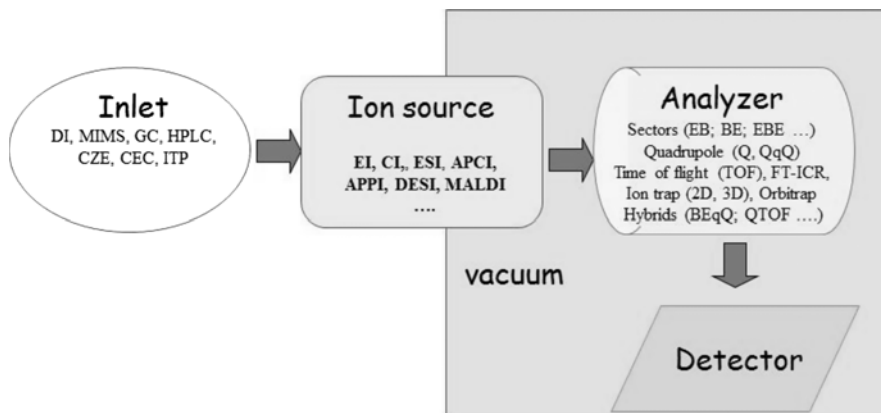 Inlet
DI, MIMS, GC, HPLC,
CZE, CEC, ITP
Ion source
EI, CI,, ESI, APCI,
APPI, DESI, MALDI
....
Analyzer
Sectors (EB; BE; EBE ...)
Quadrupole (Q, QqQ)
Time of flight (TOF), FT-ICR,
Ion trap (2D, 3D), Orbitrap
Hybrids (BEqQ; QTOF ....)
vacuum
Detector